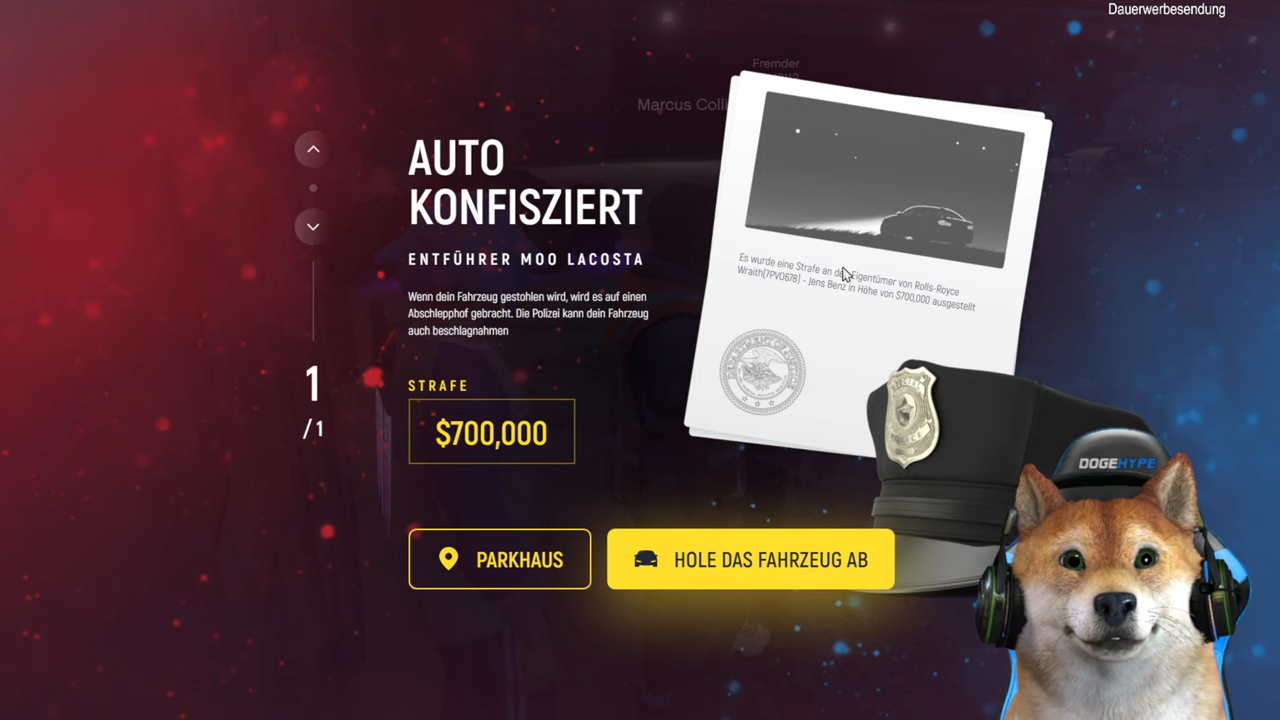 Dauerwerbesendung
Fremder
Marcus Colli
AUTO
KONFISZIERT
ENTFÜHRER MOO LACOSTA
Wenn dein Fahrzeug gestohlen wird, wird es auf einen
Abschlepphof gebracht. Die Polizei kann dein Fahrzeug
auch beschlagnahmen
STRAFE
$700,000
1
/1
PARKHAUS
HOLE DAS FAHRZEUG AB
Es wurde eine Strafe an den Eigentümer von Rolls-Royce
Wraith[7PVO678] - Jens Benz in Höhe von $700,000 ausgestellt
DOGEHYPE